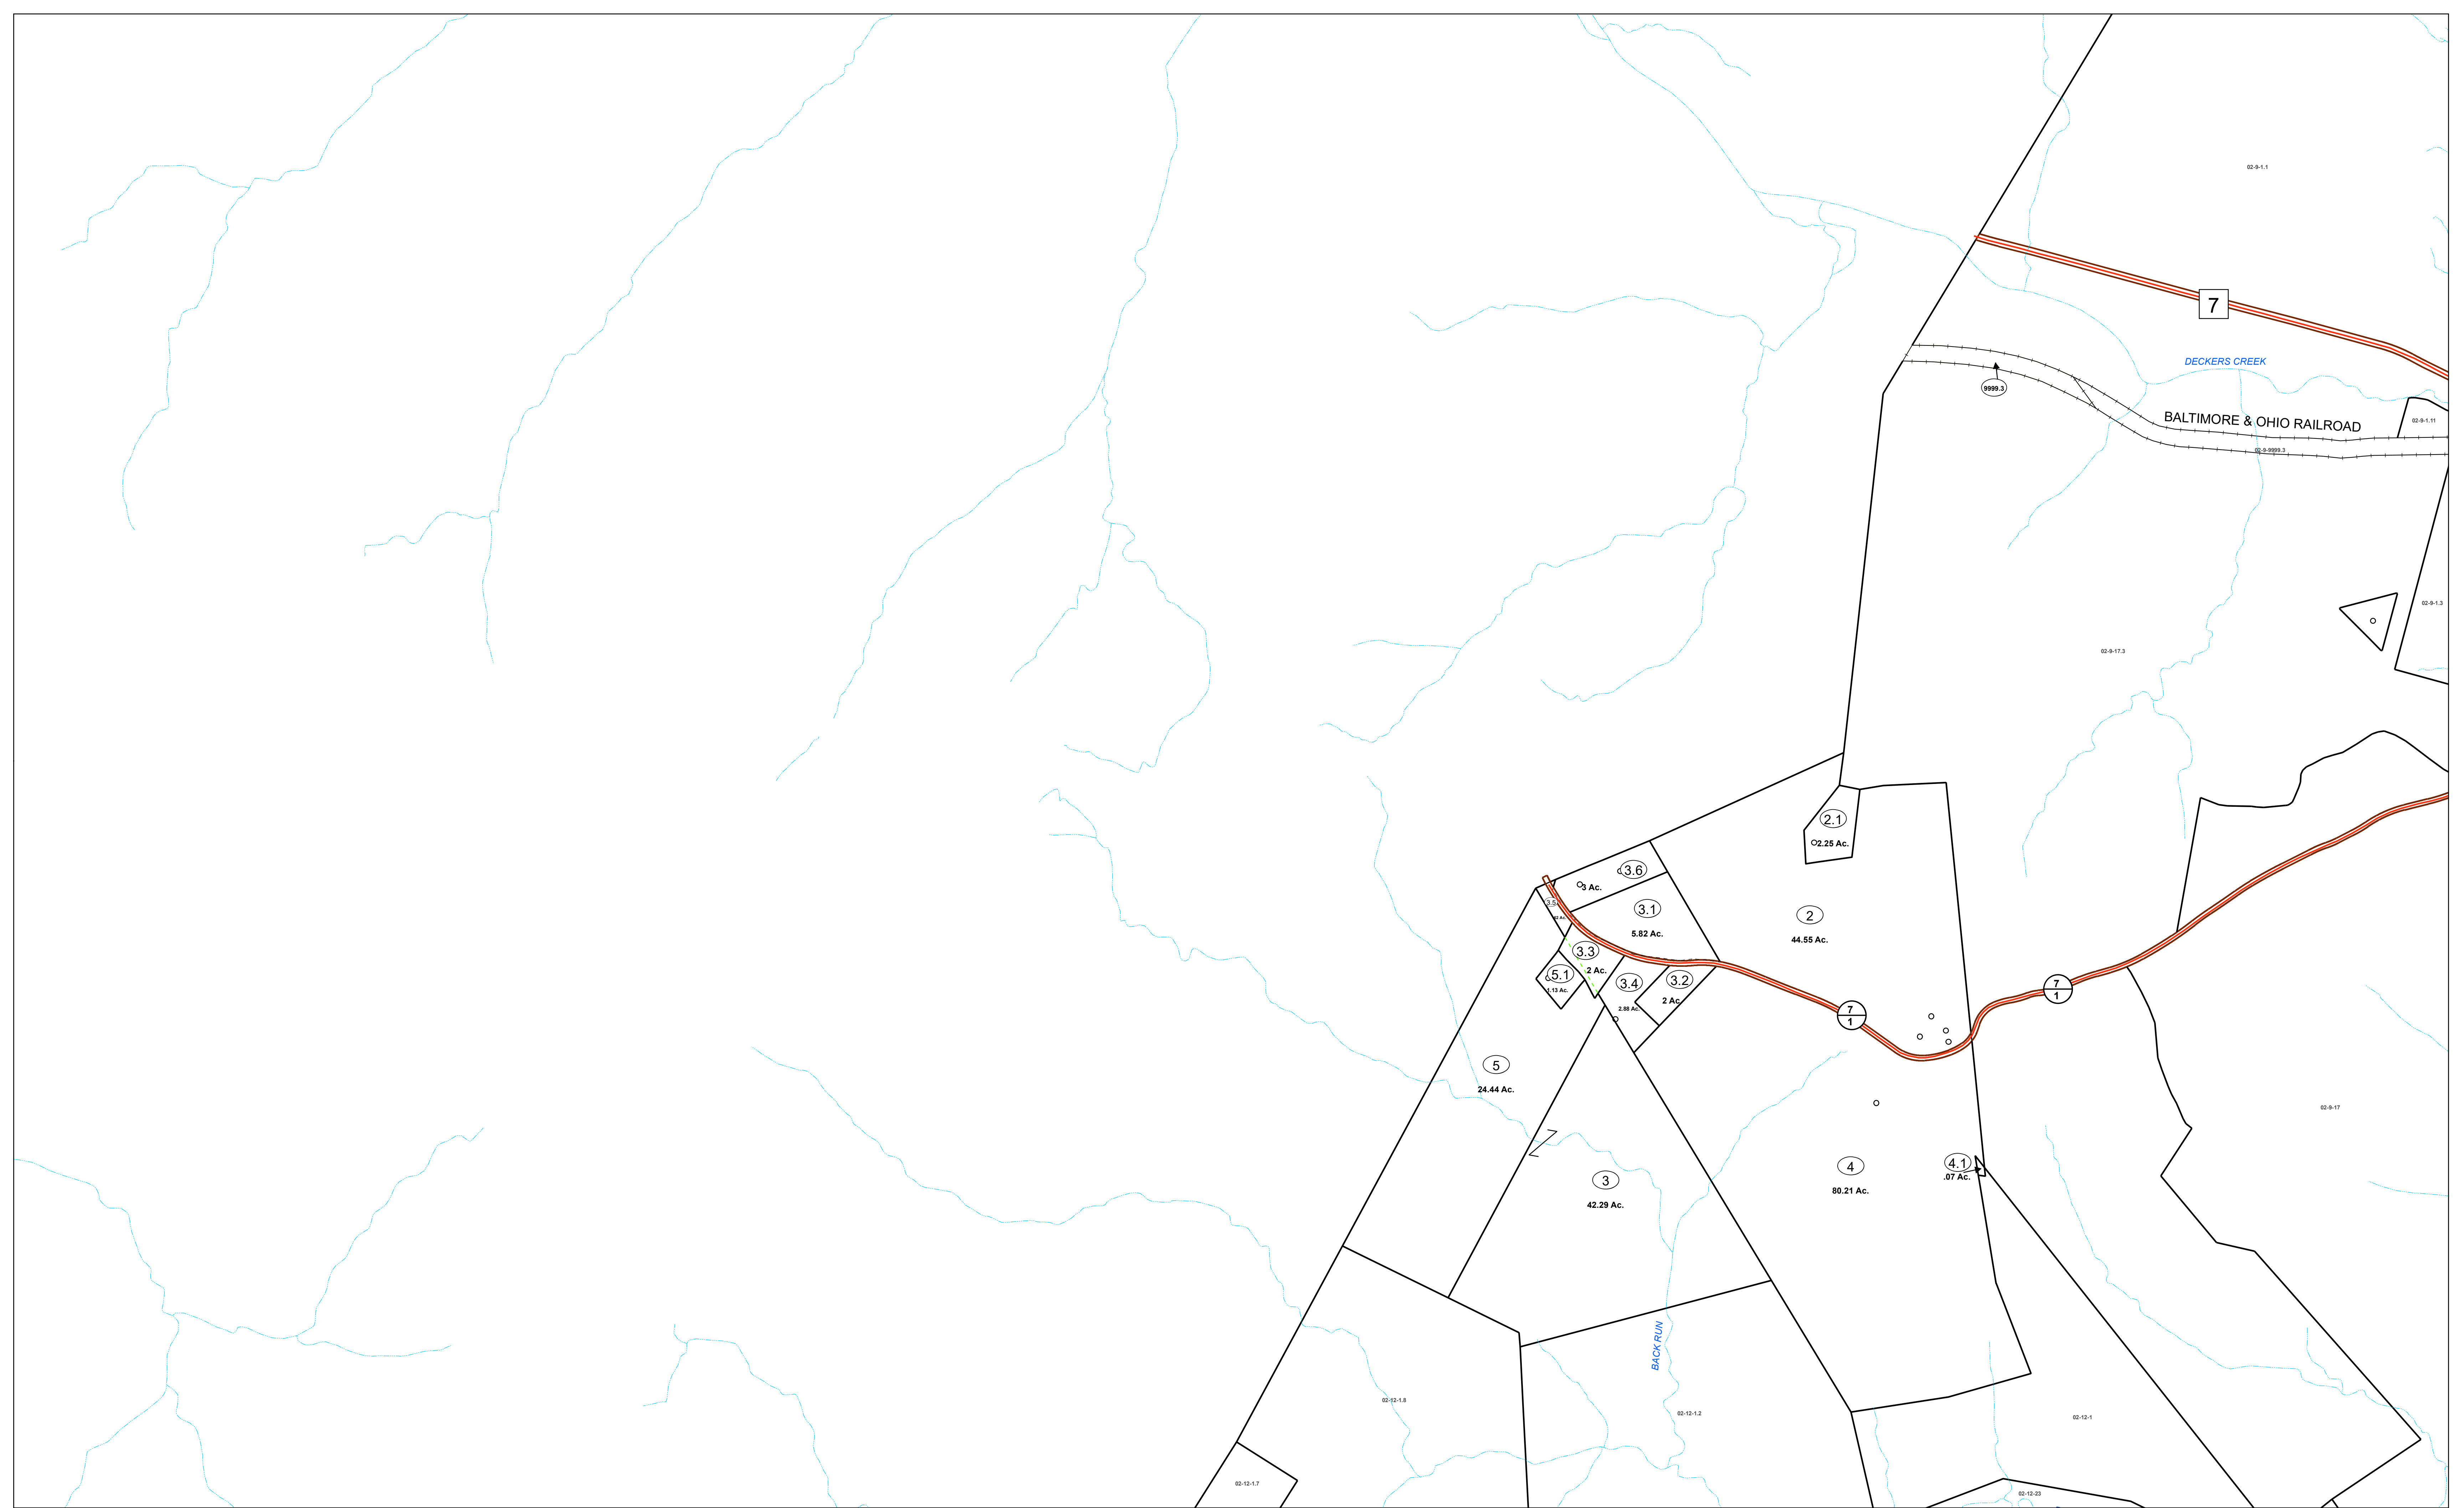 02-9-1.1
7
DECKERS CREEK
9999.3
BALTIMORE & OHIO RAILROAD
02-9-1.11
02-9-9999.3
02-9-1.3
02-9-17.3
2.1
2.25 Ac.
3.6
3 Ac.
3.5
3.1
5.82 Ac.
2
44.55 Ac.
3.3
2 Ac.
5.1
1.13 Ac.
3.4
2.88 Ac.
3.2
2 Ac.
7
1
7
1
5
24.44 Ac.
02-9-17
4.1
.07 Ac.
4
80.21 Ac.
3
42.29 Ac.
BACK RUN
02-12-1.8
02-12-1.2
02-12-1
02-12-1.7
02-12-23